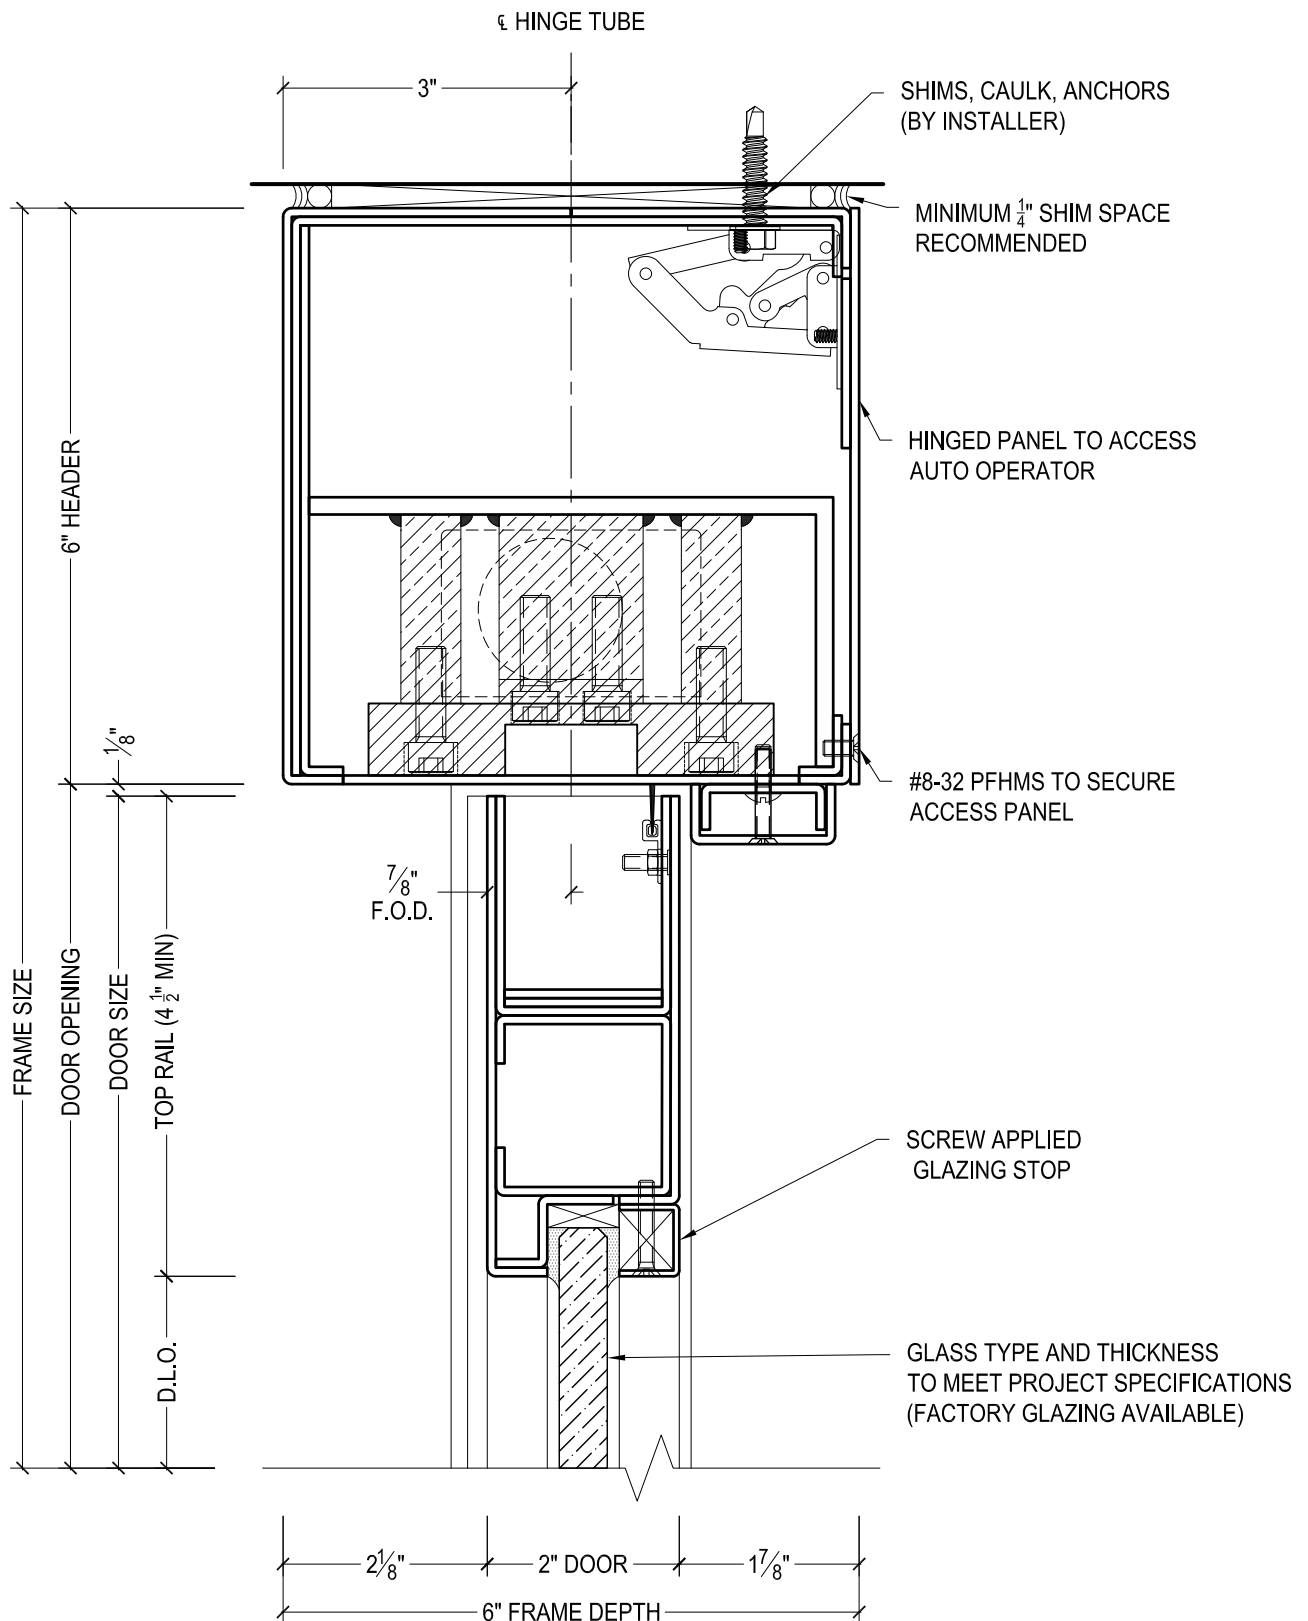 ℄ HINGE TUBE
3"
SHIMS, CAULK, ANCHORS
(BY INSTALLER)
MINIMUM 1/4" SHIM SPACE
RECOMMENDED
HINGED PANEL TO ACCESS
AUTO OPERATOR
6" HEADER
1/8"
#8-32 PFHMS TO SECURE
ACCESS PANEL
7/8"
F.O.D.
FRAME SIZE
DOOR OPENING
DOOR SIZE
TOP RAIL (4 1/2" MIN)
SCREW APPLIED
GLAZING STOP
D.L.O.
GLASS TYPE AND THICKNESS
TO MEET PROJECT SPECIFICATIONS
(FACTORY GLAZING AVAILABLE)
2 1/8"
2" DOOR
1 7/8"
6" FRAME DEPTH